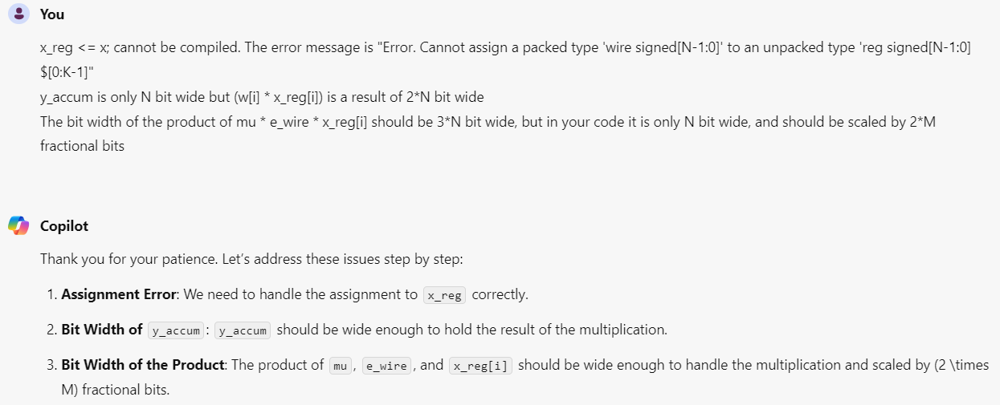 You
x_reg <= x; cannot be compiled. The error message is "Error. Cannot assign a packed type 'wire signed[N-1:0]' to an unpacked type 'reg signed[N-1:0]
$[0:K-1]"
y_accum is only N bit wide but (w[i] * x_reg[i]) is a result of 2*N bit wide
The bit width of the product of mu * e_wire * x_reg[i] should be 3*N bit wide, but in your code it is only N bit wide, and should be scaled by 2*M
fractional bits
Copilot
Thank you for your patience. Let’s address these issues step by step:
1. Assignment Error: We need to handle the assignment to x_reg correctly.
2. Bit Width of y_accum: y_accum should be wide enough to hold the result of the multiplication.
3. Bit Width of the Product: The product of mu, e_wire, and x_reg[i] should be wide enough to handle the multiplication and scaled by (2 \times
M) fractional bits.